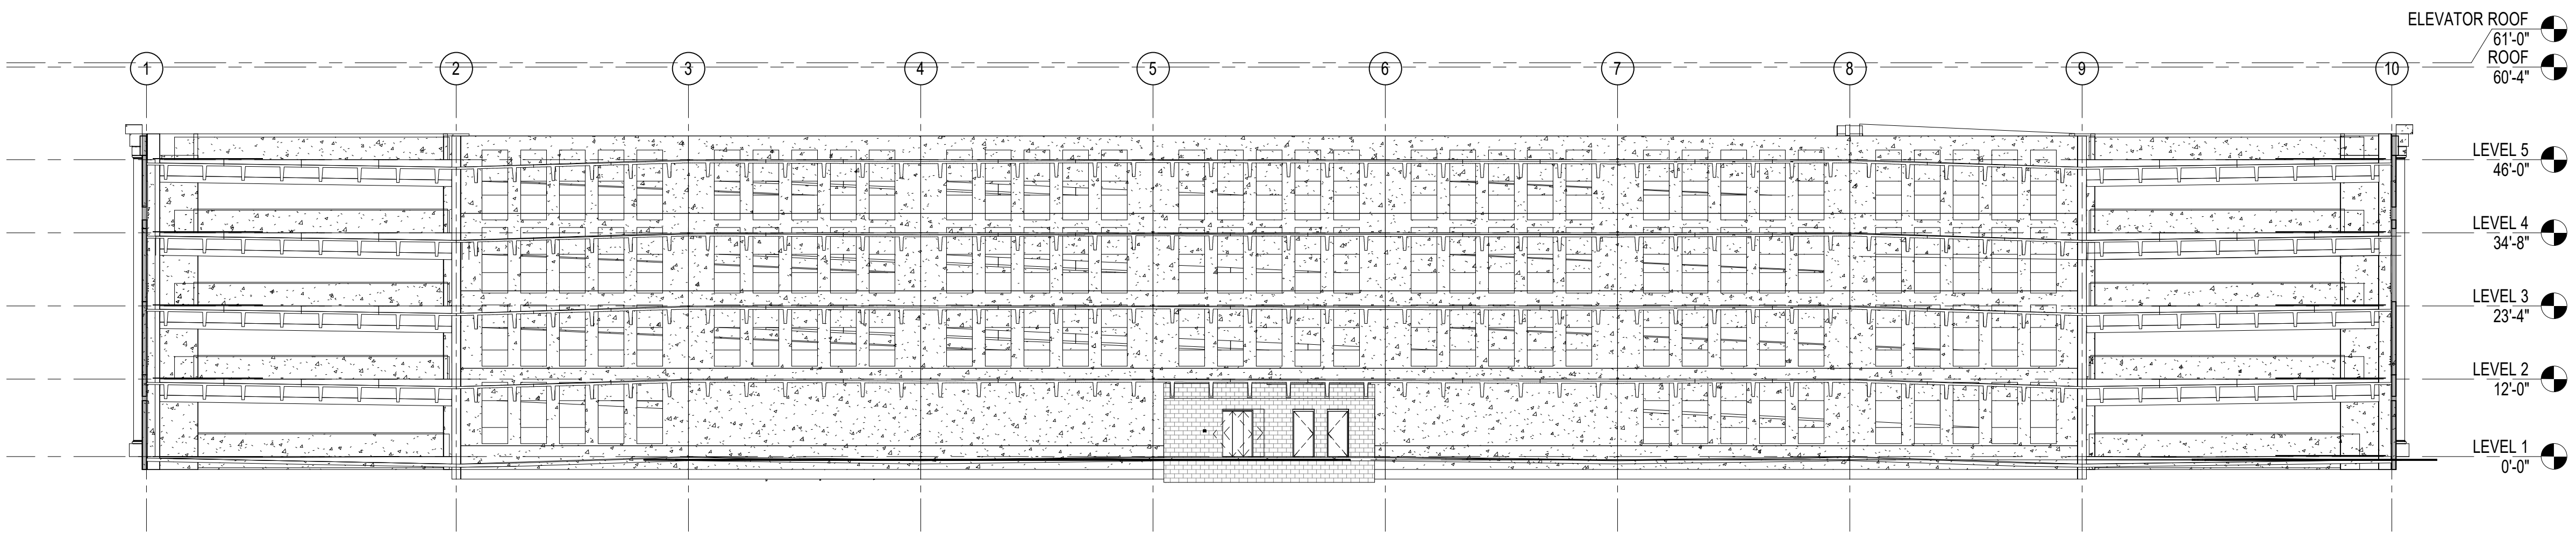 ELEVATOR ROOF
61'-0"
ROOF
60'-4"
1 2 3 4 5 6 7 8 9 10
LEVEL 5
46'-0"
LEVEL 4
34'-8"
LEVEL 3
23'-4"
LEVEL 2
12'-0"
LEVEL 1
0'-0"